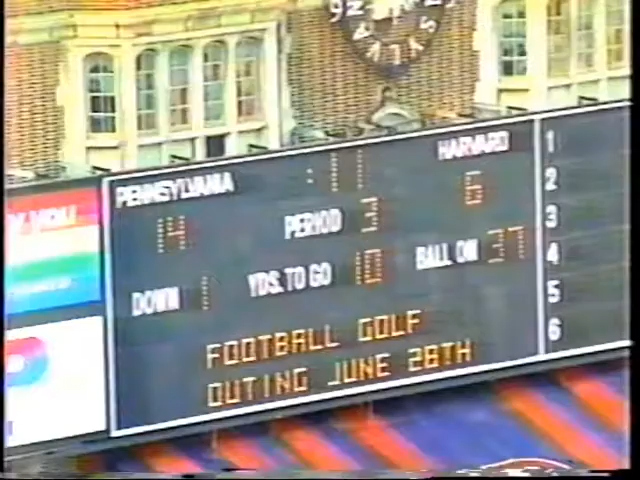 PENNSYLVANIA :11 HARVARD
14 PERIOD 3 6
DOWN 1 YDS. TO GO 10 BALL ON 37
FOOTBALL GOLF
OUTING JUNE 28TH
1
2
3
4
5
6